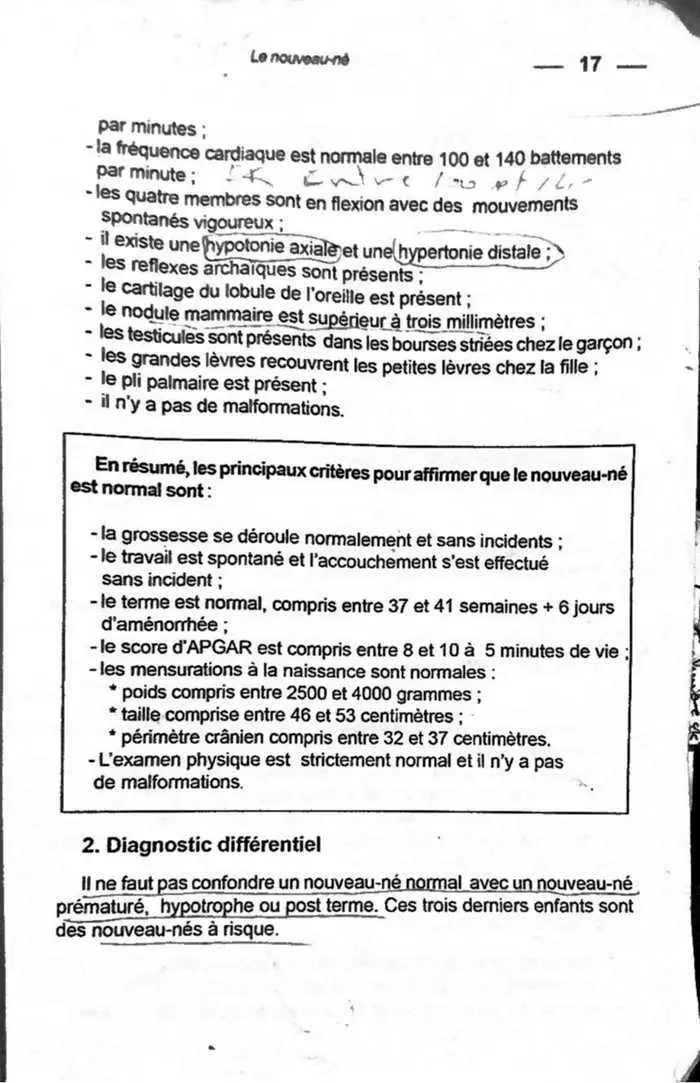 Le nouveau-né
— 17 —
par minutes ;
- la fréquence cardiaque est normale entre 100 et 140 battements
par minute ;
- les quatre membres sont en flexion avec des mouvements
spontanés vigoureux ;
- il existe une hypotonie axiale et une hypertonie distale ;
- les reflexes archaïques sont présents ;
- le cartilage du lobule de l'oreille est présent ;
- le nodule mammaire est supérieur à trois millimètres ;
- les testicules sont présents dans les bourses striées chez le garçon ;
- les grandes lèvres recouvrent les petites lèvres chez la fille ;
- le pli palmaire est présent ;
- il n'y a pas de malformations.
En résumé, les principaux critères pour affirmer que le nouveau-né
est normal sont :
- la grossesse se déroule normalement et sans incidents ;
- le travail est spontané et l'accouchement s'est effectué
sans incident ;
- le terme est normal, compris entre 37 et 41 semaines + 6 jours
d'aménorrhée ;
- le score d'APGAR est compris entre 8 et 10 à 5 minutes de vie ;
- les mensurations à la naissance sont normales :
* poids compris entre 2500 et 4000 grammes ;
* taille comprise entre 46 et 53 centimètres ;
* périmètre crânien compris entre 32 et 37 centimètres.
- L'examen physique est strictement normal et il n'y a pas
de malformations.
2. Diagnostic différentiel
Il ne faut pas confondre un nouveau-né normal avec un nouveau-né
prématuré, hypotrophe ou post terme. Ces trois derniers enfants sont
des nouveau-nés à risque.